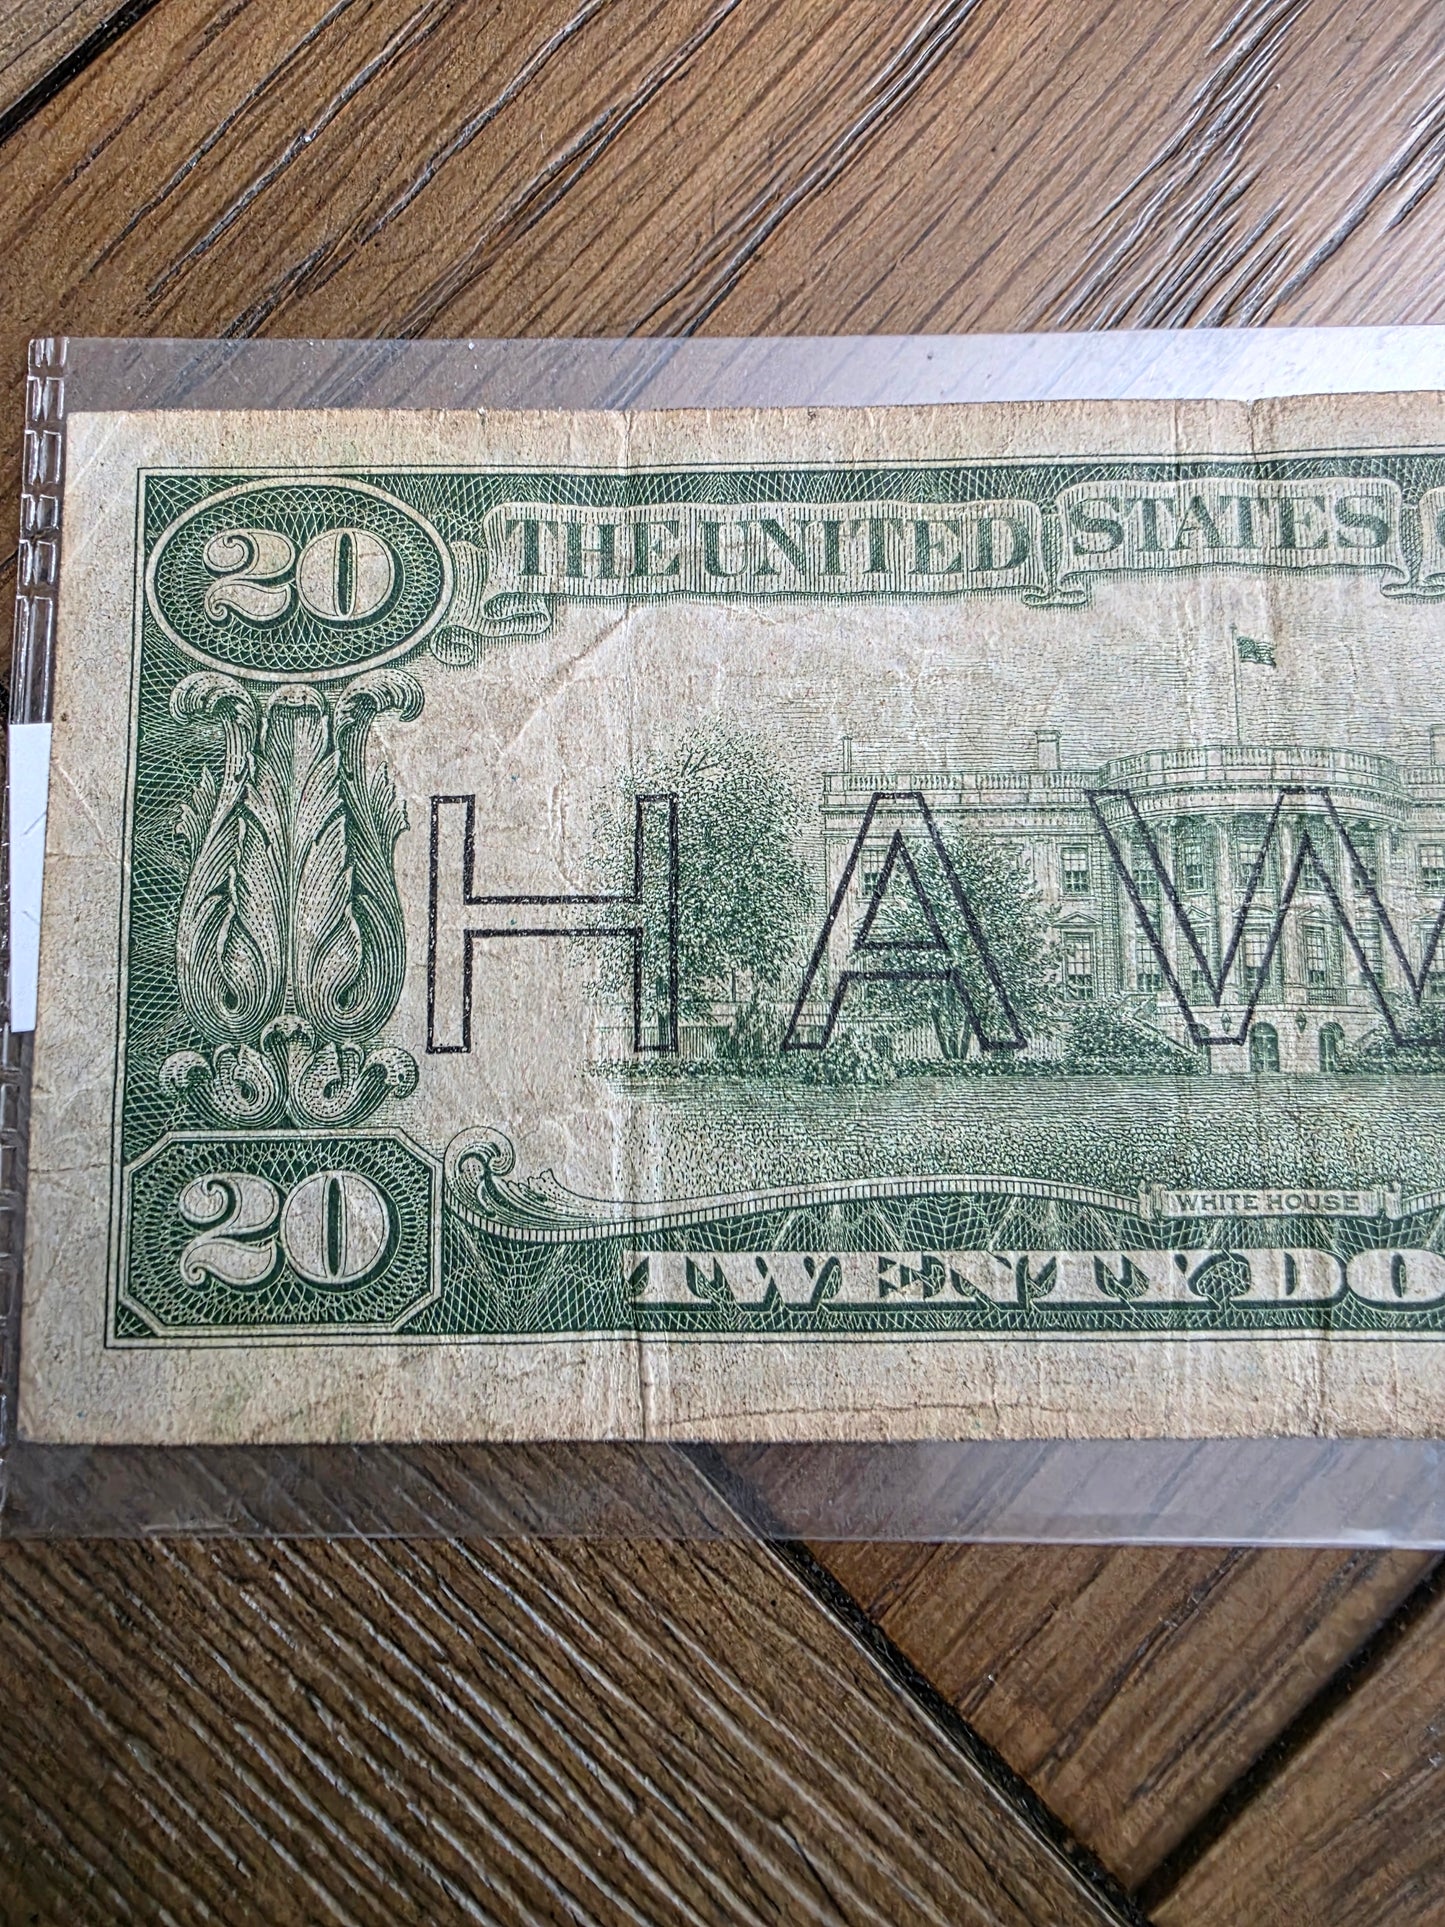 20 THE UNITED STATES
HAW
WHITE HOUSE
20 TWENTY DO